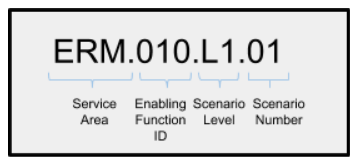 ERM.010.L1.01
Service Enabling Scenario Scenario
Area Function Level Number
ID